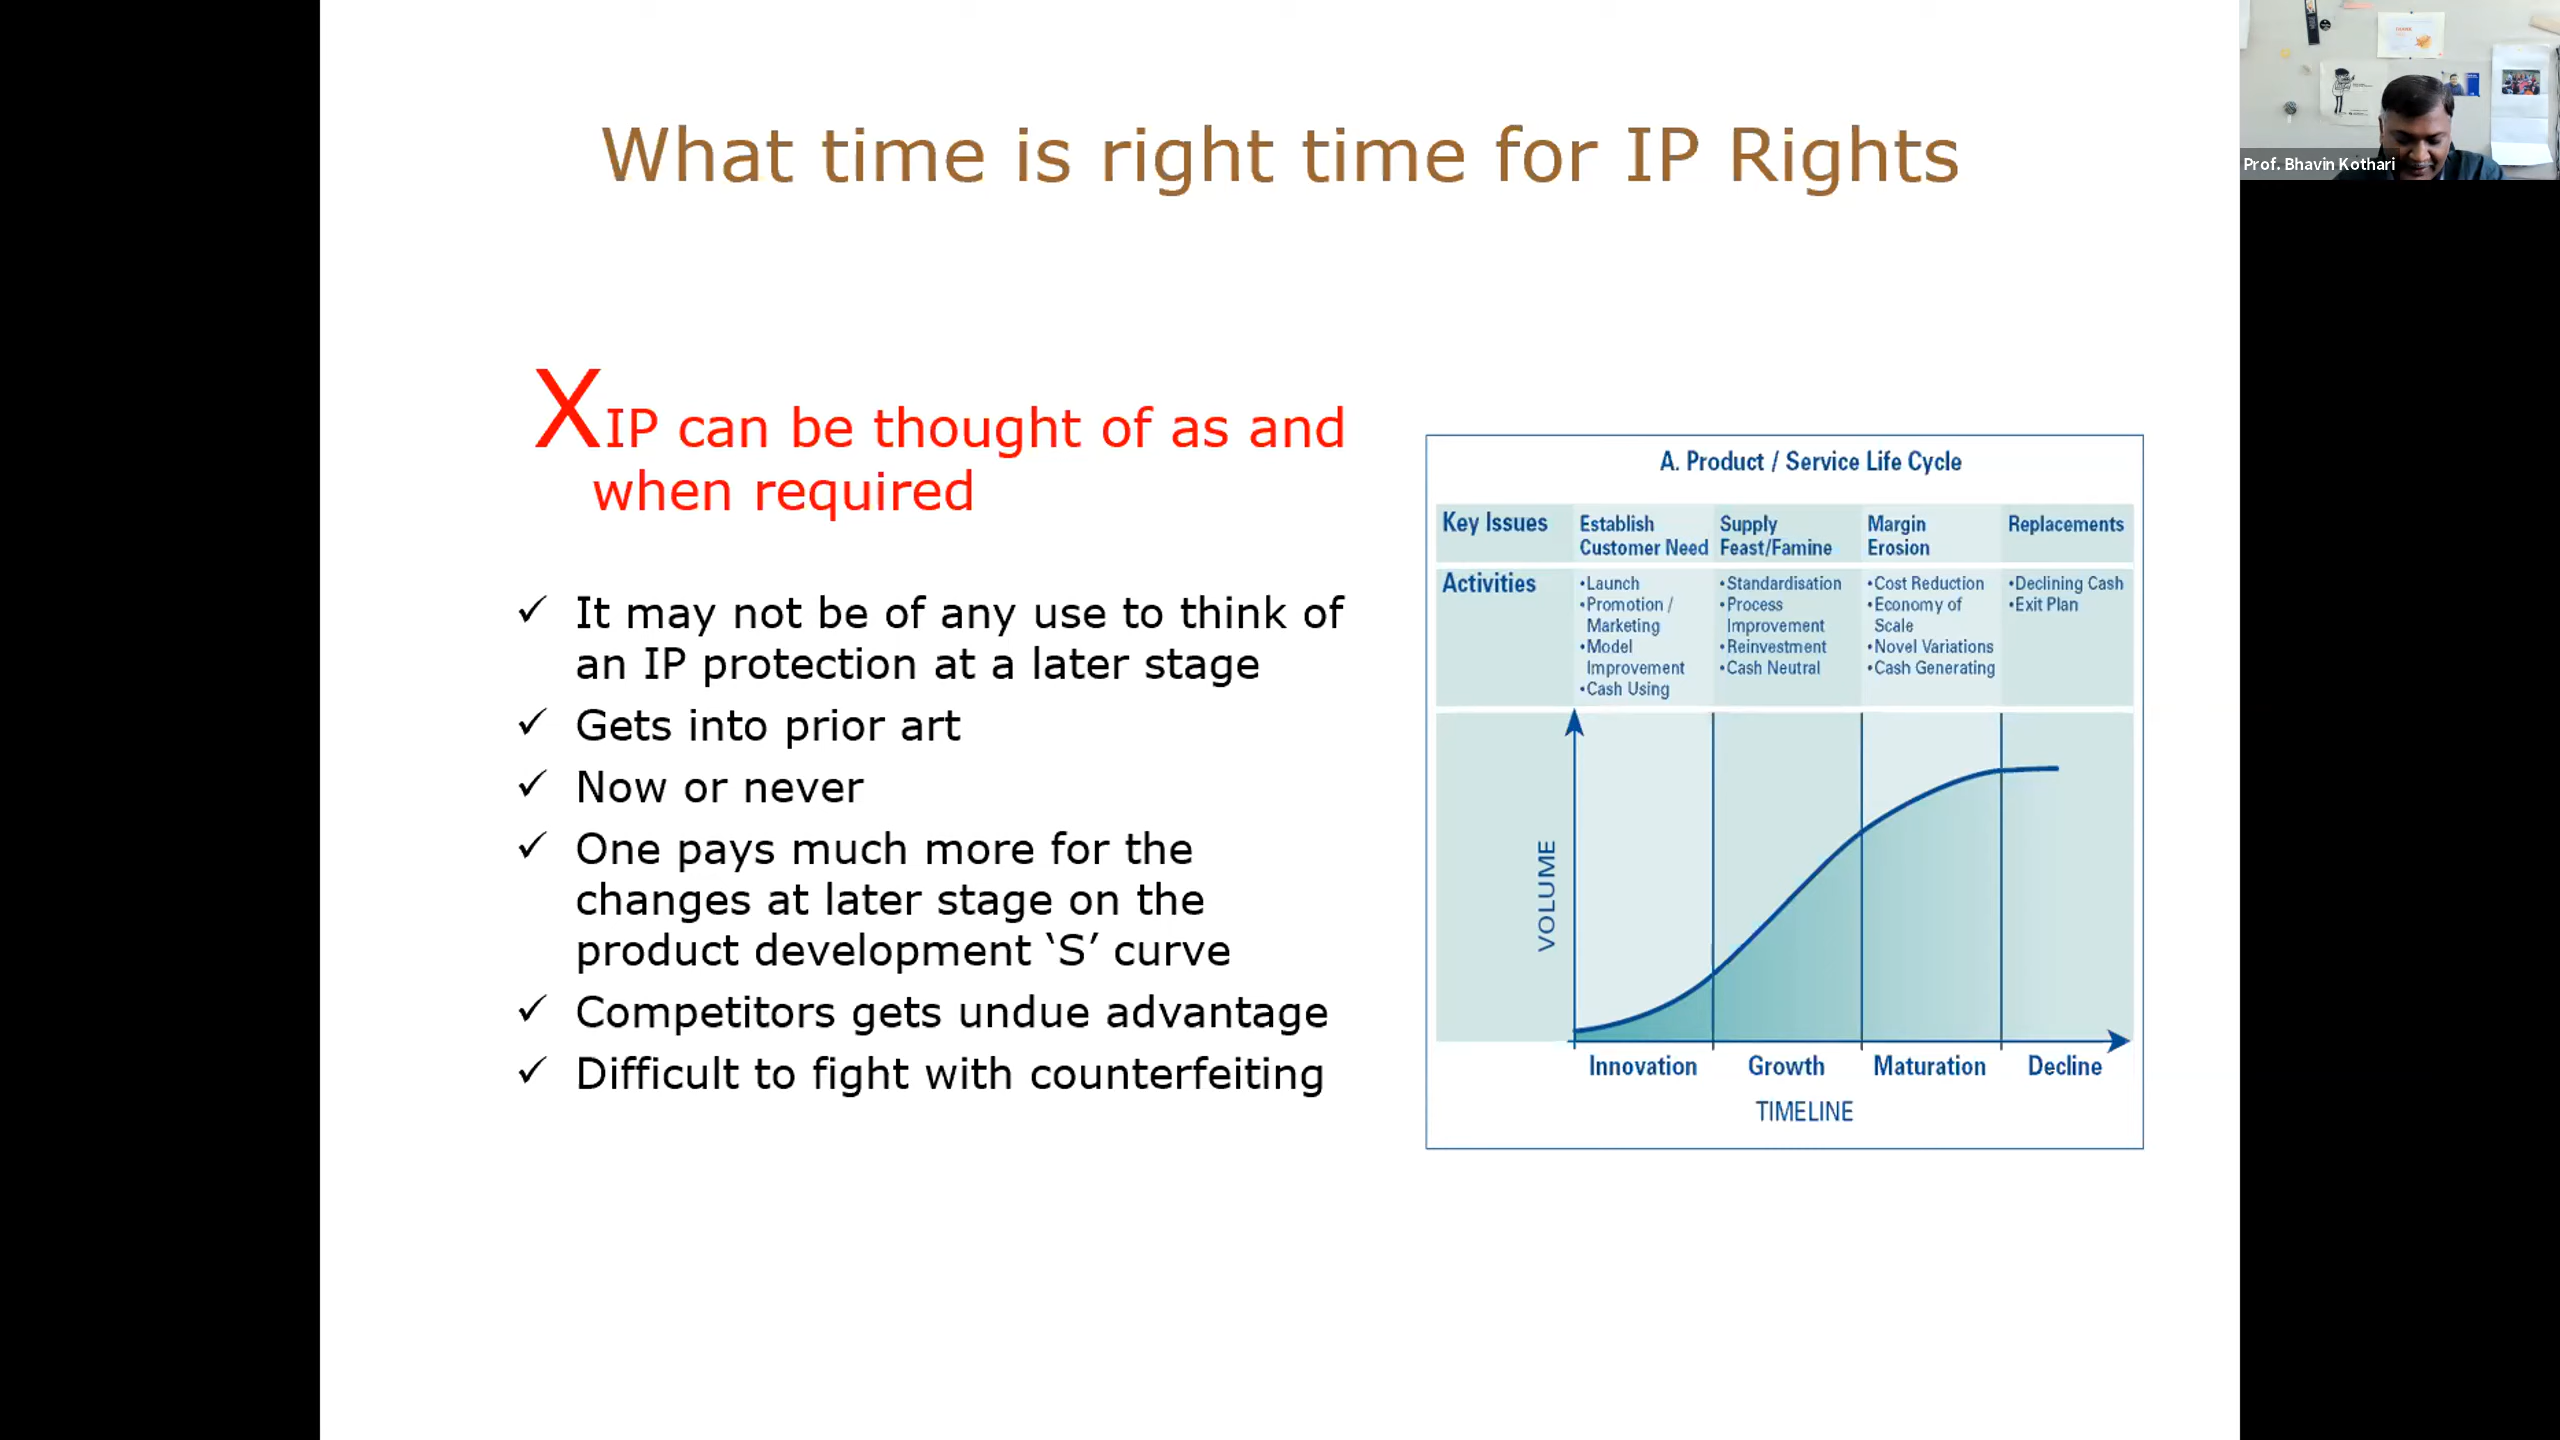 What time is right time for IP Rights
Prof. Bhavin Kothari
X IP can be thought of as and
when required
✓ It may not be of any use to think of
an IP protection at a later stage
✓ Gets into prior art
✓ Now or never
✓ One pays much more for the
changes at later stage on the
product development ‘S’ curve
✓ Competitors gets undue advantage
✓ Difficult to fight with counterfeiting
A. Product / Service Life Cycle
Key Issues
Establish
Customer Need
Supply
Feast/Famine
Margin
Erosion
Replacements
Activities
•Launch
•Promotion /
Marketing
•Model
Improvement
•Cash Using
•Standardisation
•Process
Improvement
•Reinvestment
•Cash Neutral
•Cost Reduction
•Economy of
Scale
•Novel Variations
•Cash Generating
•Declining Cash
•Exit Plan
VOLUME
Innovation
Growth
Maturation
Decline
TIMELINE